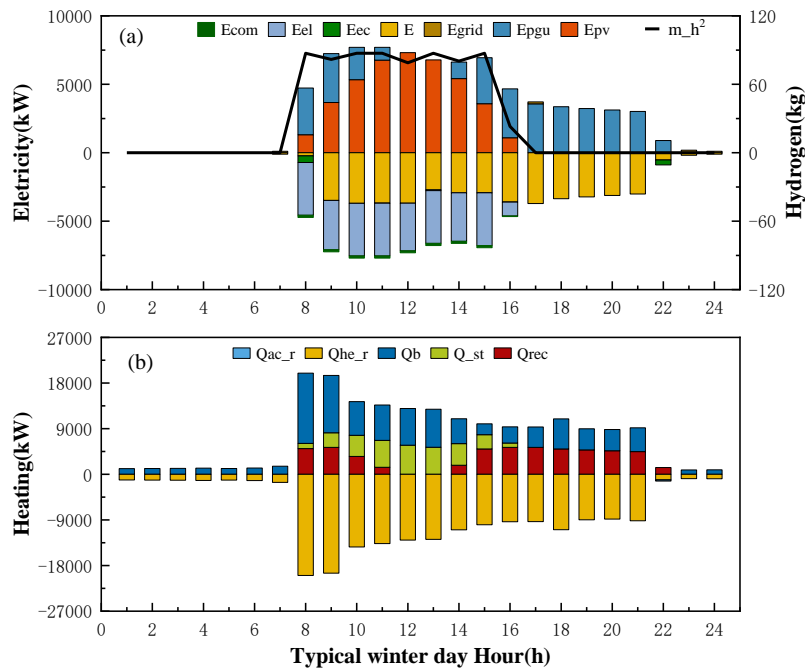 Ecom Eel Eec E Egrid Epgu Epv m_h²
(a)
10000
5000
0
−5000
−10000
Eletricity(kW)
120
60
0
−60
−120
Hydrogen(kg)
0 2 4 6 8 10 12 14 16 18 20 22 24
(b)
Qac_r Qhe_r Qb Q_st Qrec
27000
18000
9000
0
−9000
−18000
−27000
Heating(kW)
0 2 4 6 8 10 12 14 16 18 20 22 24
Typical winter day Hour(h)